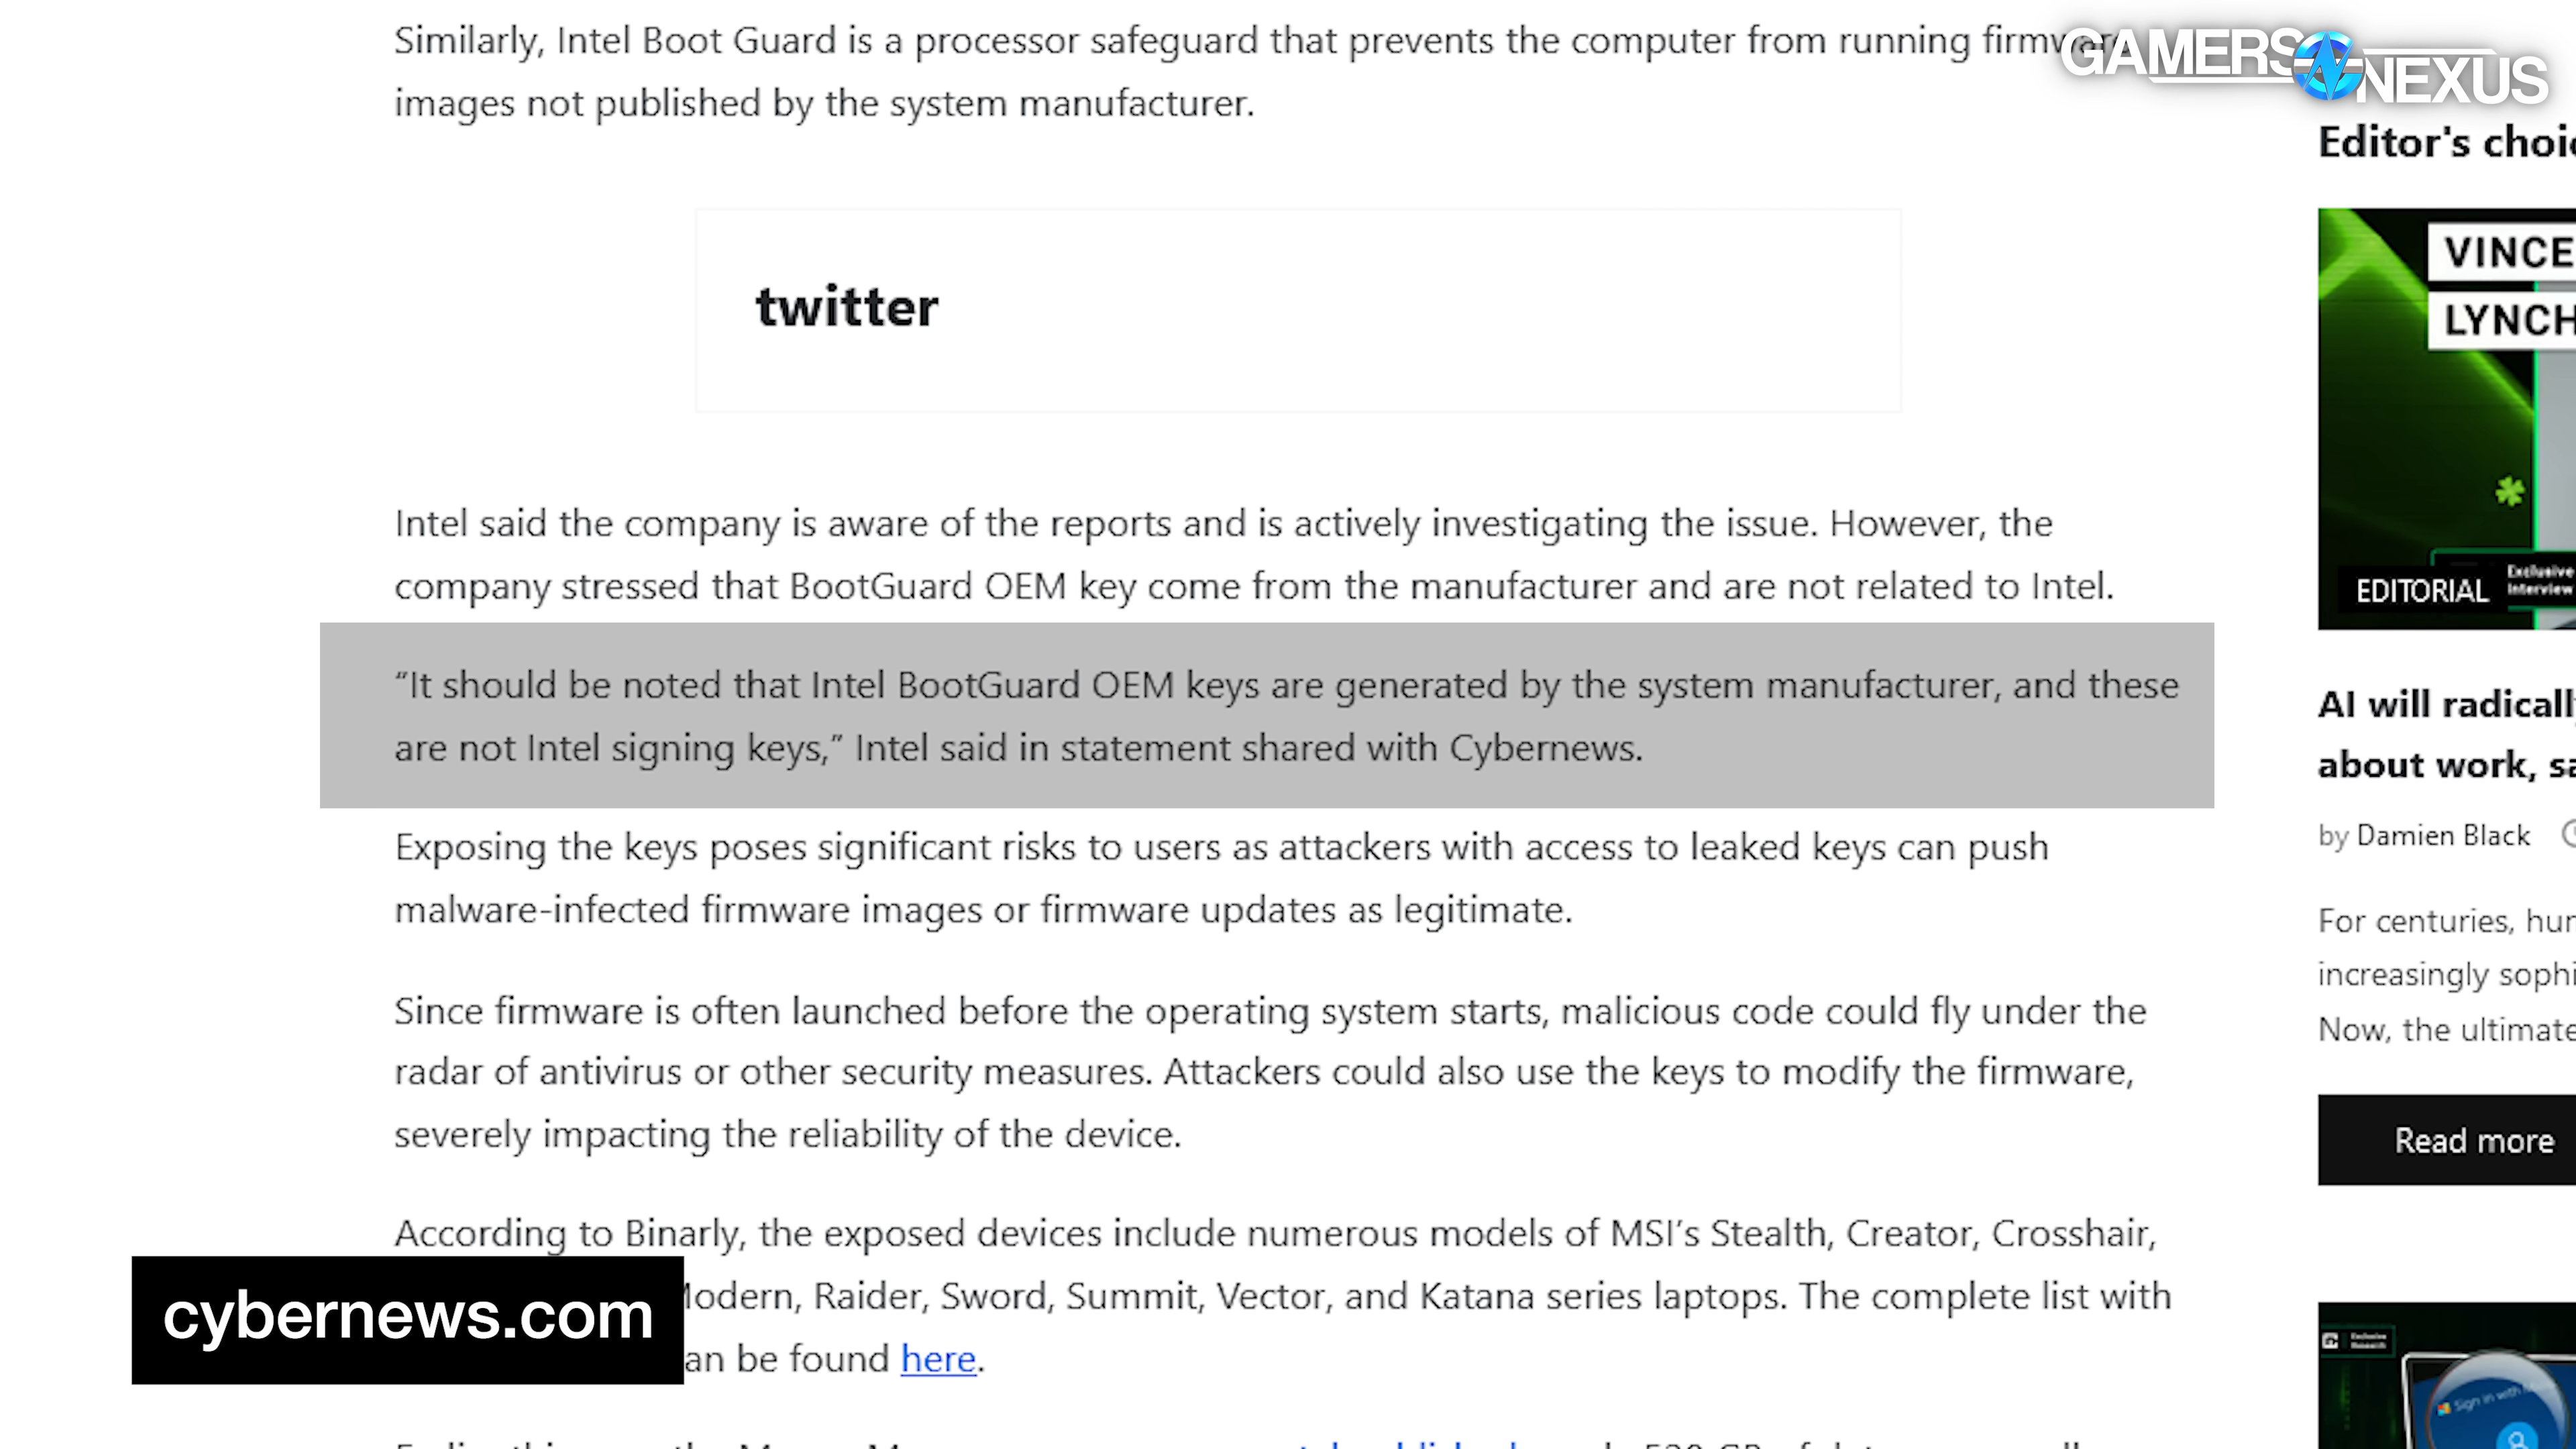 Similarly, Intel Boot Guard is a processor safeguard that prevents the computer from running firmware
images not published by the system manufacturer.
GAMERS NEXUS
twitter
Intel said the company is aware of the reports and is actively investigating the issue. However, the
company stressed that BootGuard OEM key come from the manufacturer and are not related to Intel.
“It should be noted that Intel BootGuard OEM keys are generated by the system manufacturer, and these
are not Intel signing keys,” Intel said in statement shared with Cybernews.
Exposing the keys poses significant risks to users as attackers with access to leaked keys can push
malware-infected firmware images or firmware updates as legitimate.
Since firmware is often launched before the operating system starts, malicious code could fly under the
radar of antivirus or other security measures. Attackers could also use the keys to modify the firmware,
severely impacting the reliability of the device.
According to Binarly, the exposed devices include numerous models of MSI’s Stealth, Creator, Crosshair,
Modern, Raider, Sword, Summit, Vector, and Katana series laptops. The complete list with
an be found here.
cybernews.com
Editor's choi
VINCE
LYNCH
EDITORIAL
Exclusive
Interview
AI will radically
about work, sa
by Damien Black
For centuries, hu
increasingly sophi
Now, the ultimate
Read more
Exclusive
Research
Sign in with